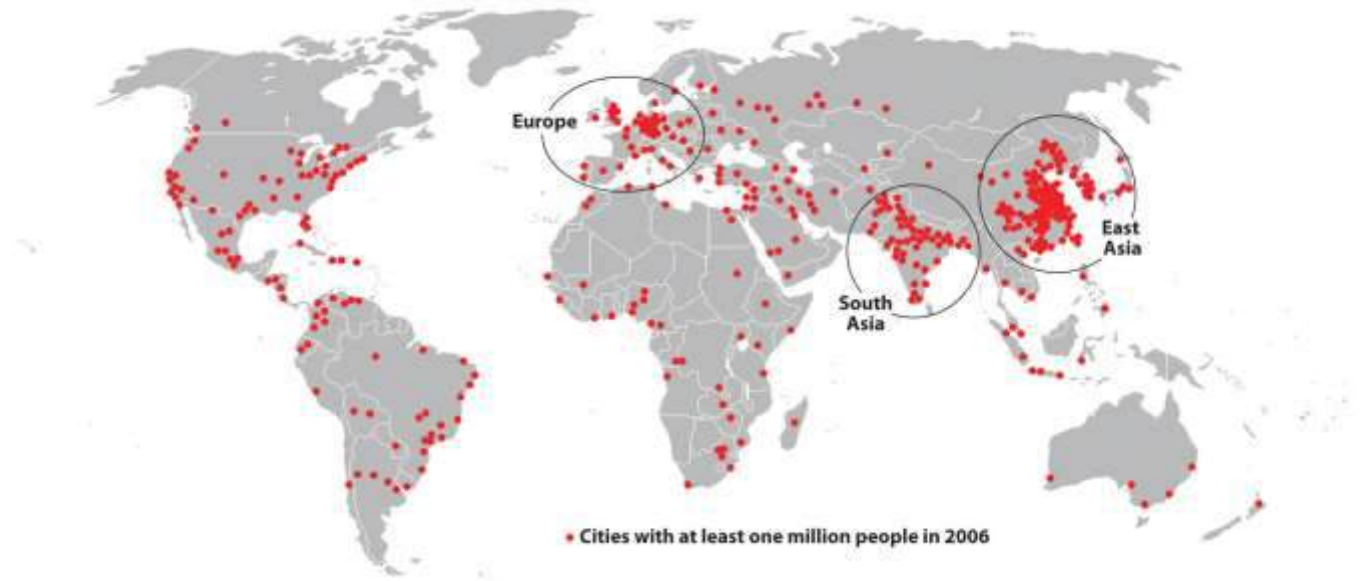 Europe
East
Asia
South
Asia
Cities with at least one million people in 2006